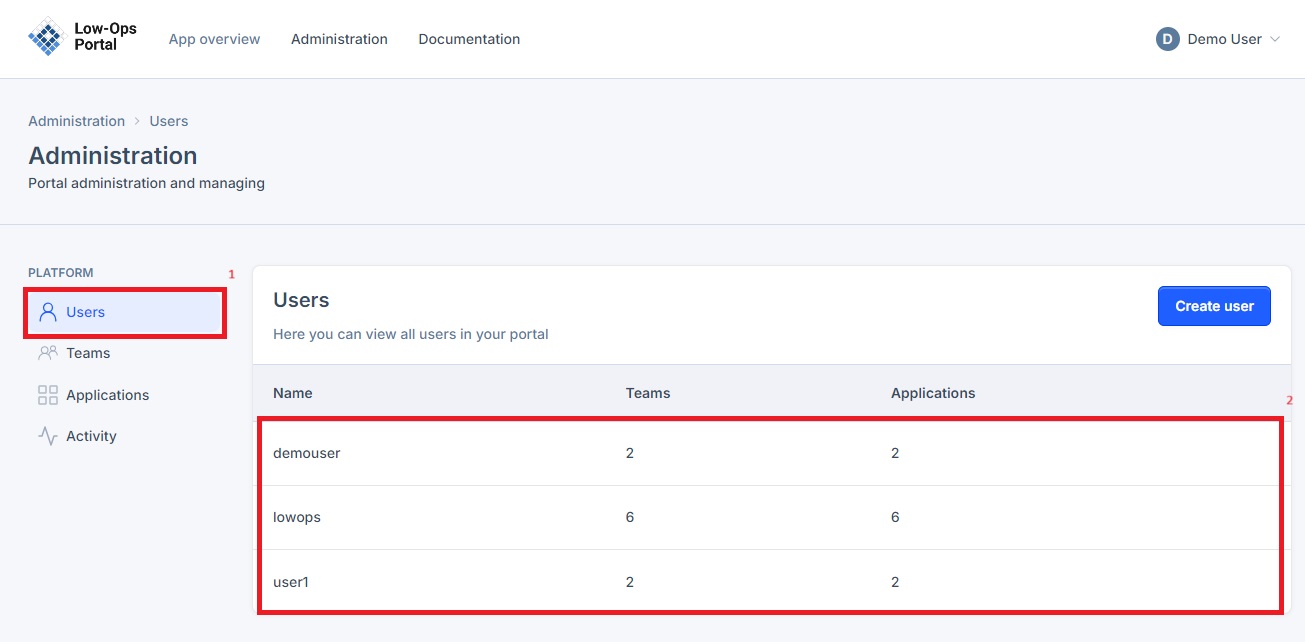 Low-Ops
Portal
App overview
Administration
Documentation
D
Demo User
Administration > Users
Administration
Portal administration and managing
PLATFORM
1
Users
Teams
Applications
Activity
Users
Create user
Here you can view all users in your portal
Name Teams Applications
2
demouser 2 2
lowops 6 6
user1 2 2